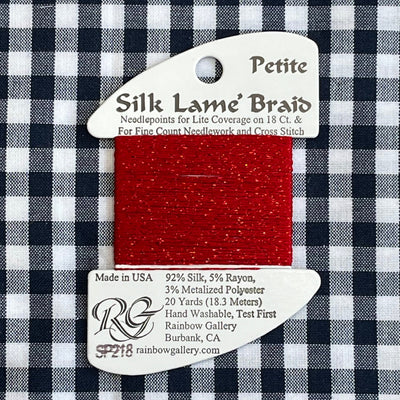 Petite
Silk Lamé Braid
Needlepoints for Lite Coverage on 18 Ct. &
For Fine Count Needlework and Cross Stitch
Made in USA
92% Silk, 5% Rayon,
3% Metalized Polyester
20 Yards (18.3 Meters)
Hand Washable, Test First
Rainbow Gallery
Burbank, CA
RG
SP218 rainbowgallery.com